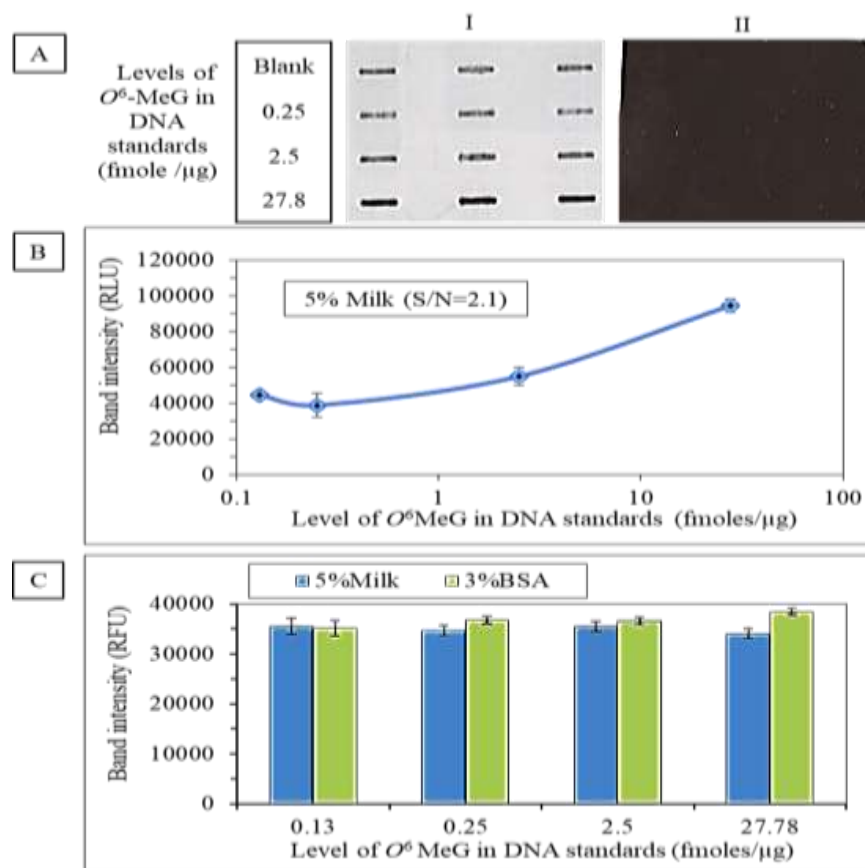 I II
A
Levels of
O⁶-MeG in
DNA
standards
(fmole /µg)
Blank
0.25
2.5
27.8
B
120000
100000
80000
60000
40000
20000
0
Band intensity (RLU)
5% Milk (S/N=2.1)
0.1 1 10 100
Level of O⁶MeG in DNA standards (fmoles/µg)
C
5%Milk 3%BSA
40000
30000
20000
10000
0
Band intensity (RFU)
0.13 0.25 2.5 27.78
Level of O⁶ MeG in DNA standards (fmoles/µg)